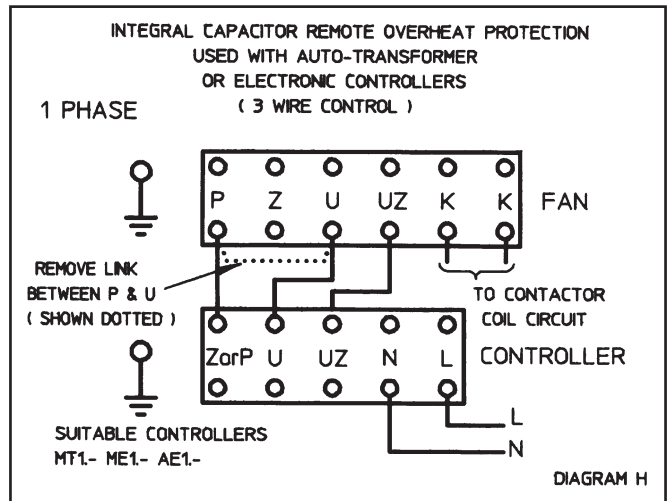 INTEGRAL CAPACITOR REMOTE OVERHEAT PROTECTION
USED WITH AUTO-TRANSFORMER
OR ELECTRONIC CONTROLLERS
( 3 WIRE CONTROL )
1 PHASE
P Z U UZ K K FAN
REMOVE LINK
BETWEEN P & U
( SHOWN DOTTED )
TO CONTACTOR
COIL CIRCUIT
ZorP U UZ N L CONTROLLER
L
N
SUITABLE CONTROLLERS
MT1.- ME1.- AE1.-
DIAGRAM H